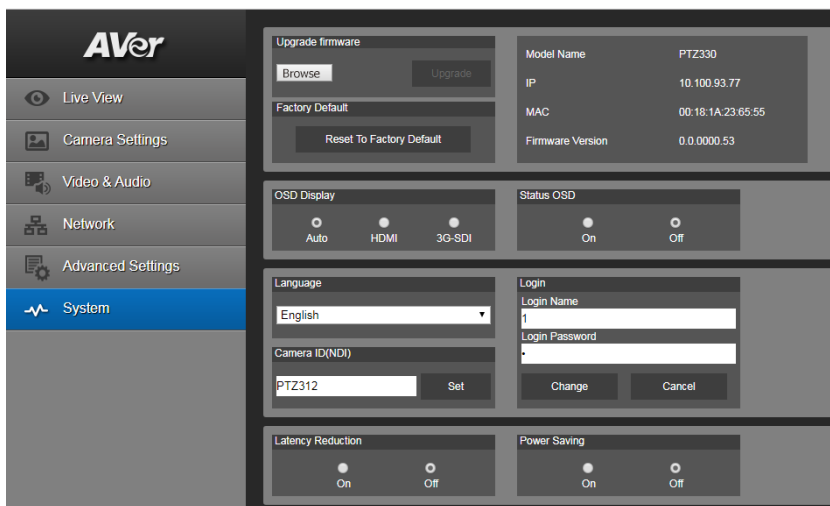 AVer
Live View
Camera Settings
Video & Audio
Network
Advanced Settings
System
Upgrade firmware
Browse
Upgrade
Factory Default
Reset To Factory Default
Model Name PTZ330
IP 10.100.93.77
MAC 00:18:1A:23:65:55
Firmware Version 0.0.0000.53
OSD Display
Auto HDMI 3G-SDI
Status OSD
On Off
Language
English
Camera ID(NDI)
PTZ312 Set
Login
Login Name
1
Login Password
•
Change Cancel
Latency Reduction
On Off
Power Saving
On Off